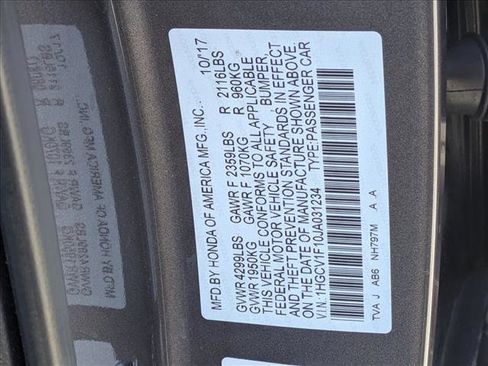 MFD.BY HONDA OF AMERICA MFG.,INC. 10/17
GVWR 4299LBS GAWR F 2359LBS R 2116LBS
GVWR 1950KG GAWR F 1070KG R 960KG
THIS VEHICLE CONFORMS TO ALL APPLICABLE
FEDERAL MOTOR VEHICLE SAFETY BUMPER,
AND THEFT PREVENTION STANDARDS IN EFFECT
ON THE DATE OF MANUFACTURE SHOWN ABOVE.
V.I.N. 1HGCV1F10JA031234 TYPE:PASSENGER CAR
TVA J AB6 NH797M A A